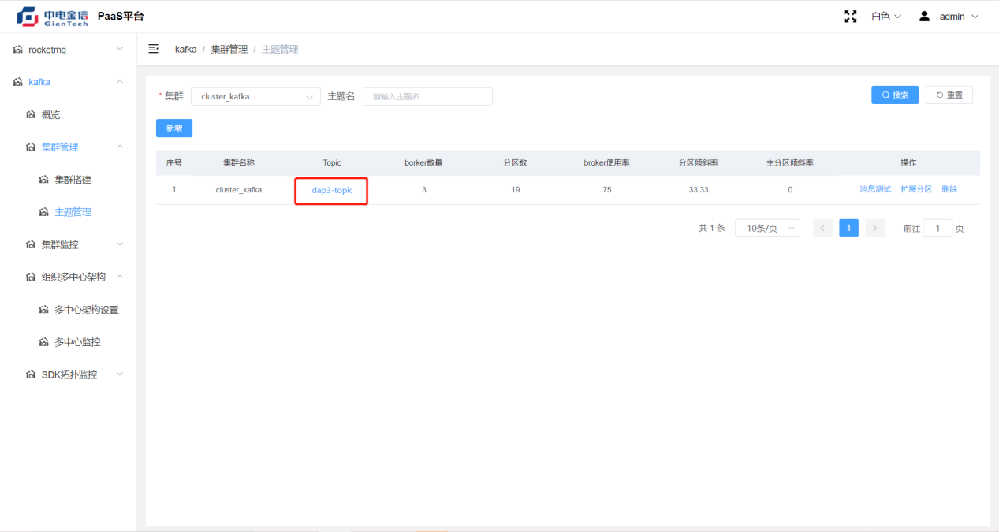 中电金信
GienTech
PaaS平台
白色
admin
rocketmq
kafka
概览
集群管理
集群搭建
主题管理
集群监控
组织多中心架构
多中心架构设置
多中心监控
SDK拓扑监控
kafka / 集群管理 / 主题管理
* 集群 cluster_kafka 主题名 请输入主题名 搜索 重置
新增
序号 集群名称 Topic borker数量 分区数 broker使用率 分区倾斜率 主分区倾斜率 操作
1 cluster_kafka dap3-topic 3 19 75 33.33 0 消息测试 扩展分区 删除
共 1 条 10条/页 1 前往 1 页